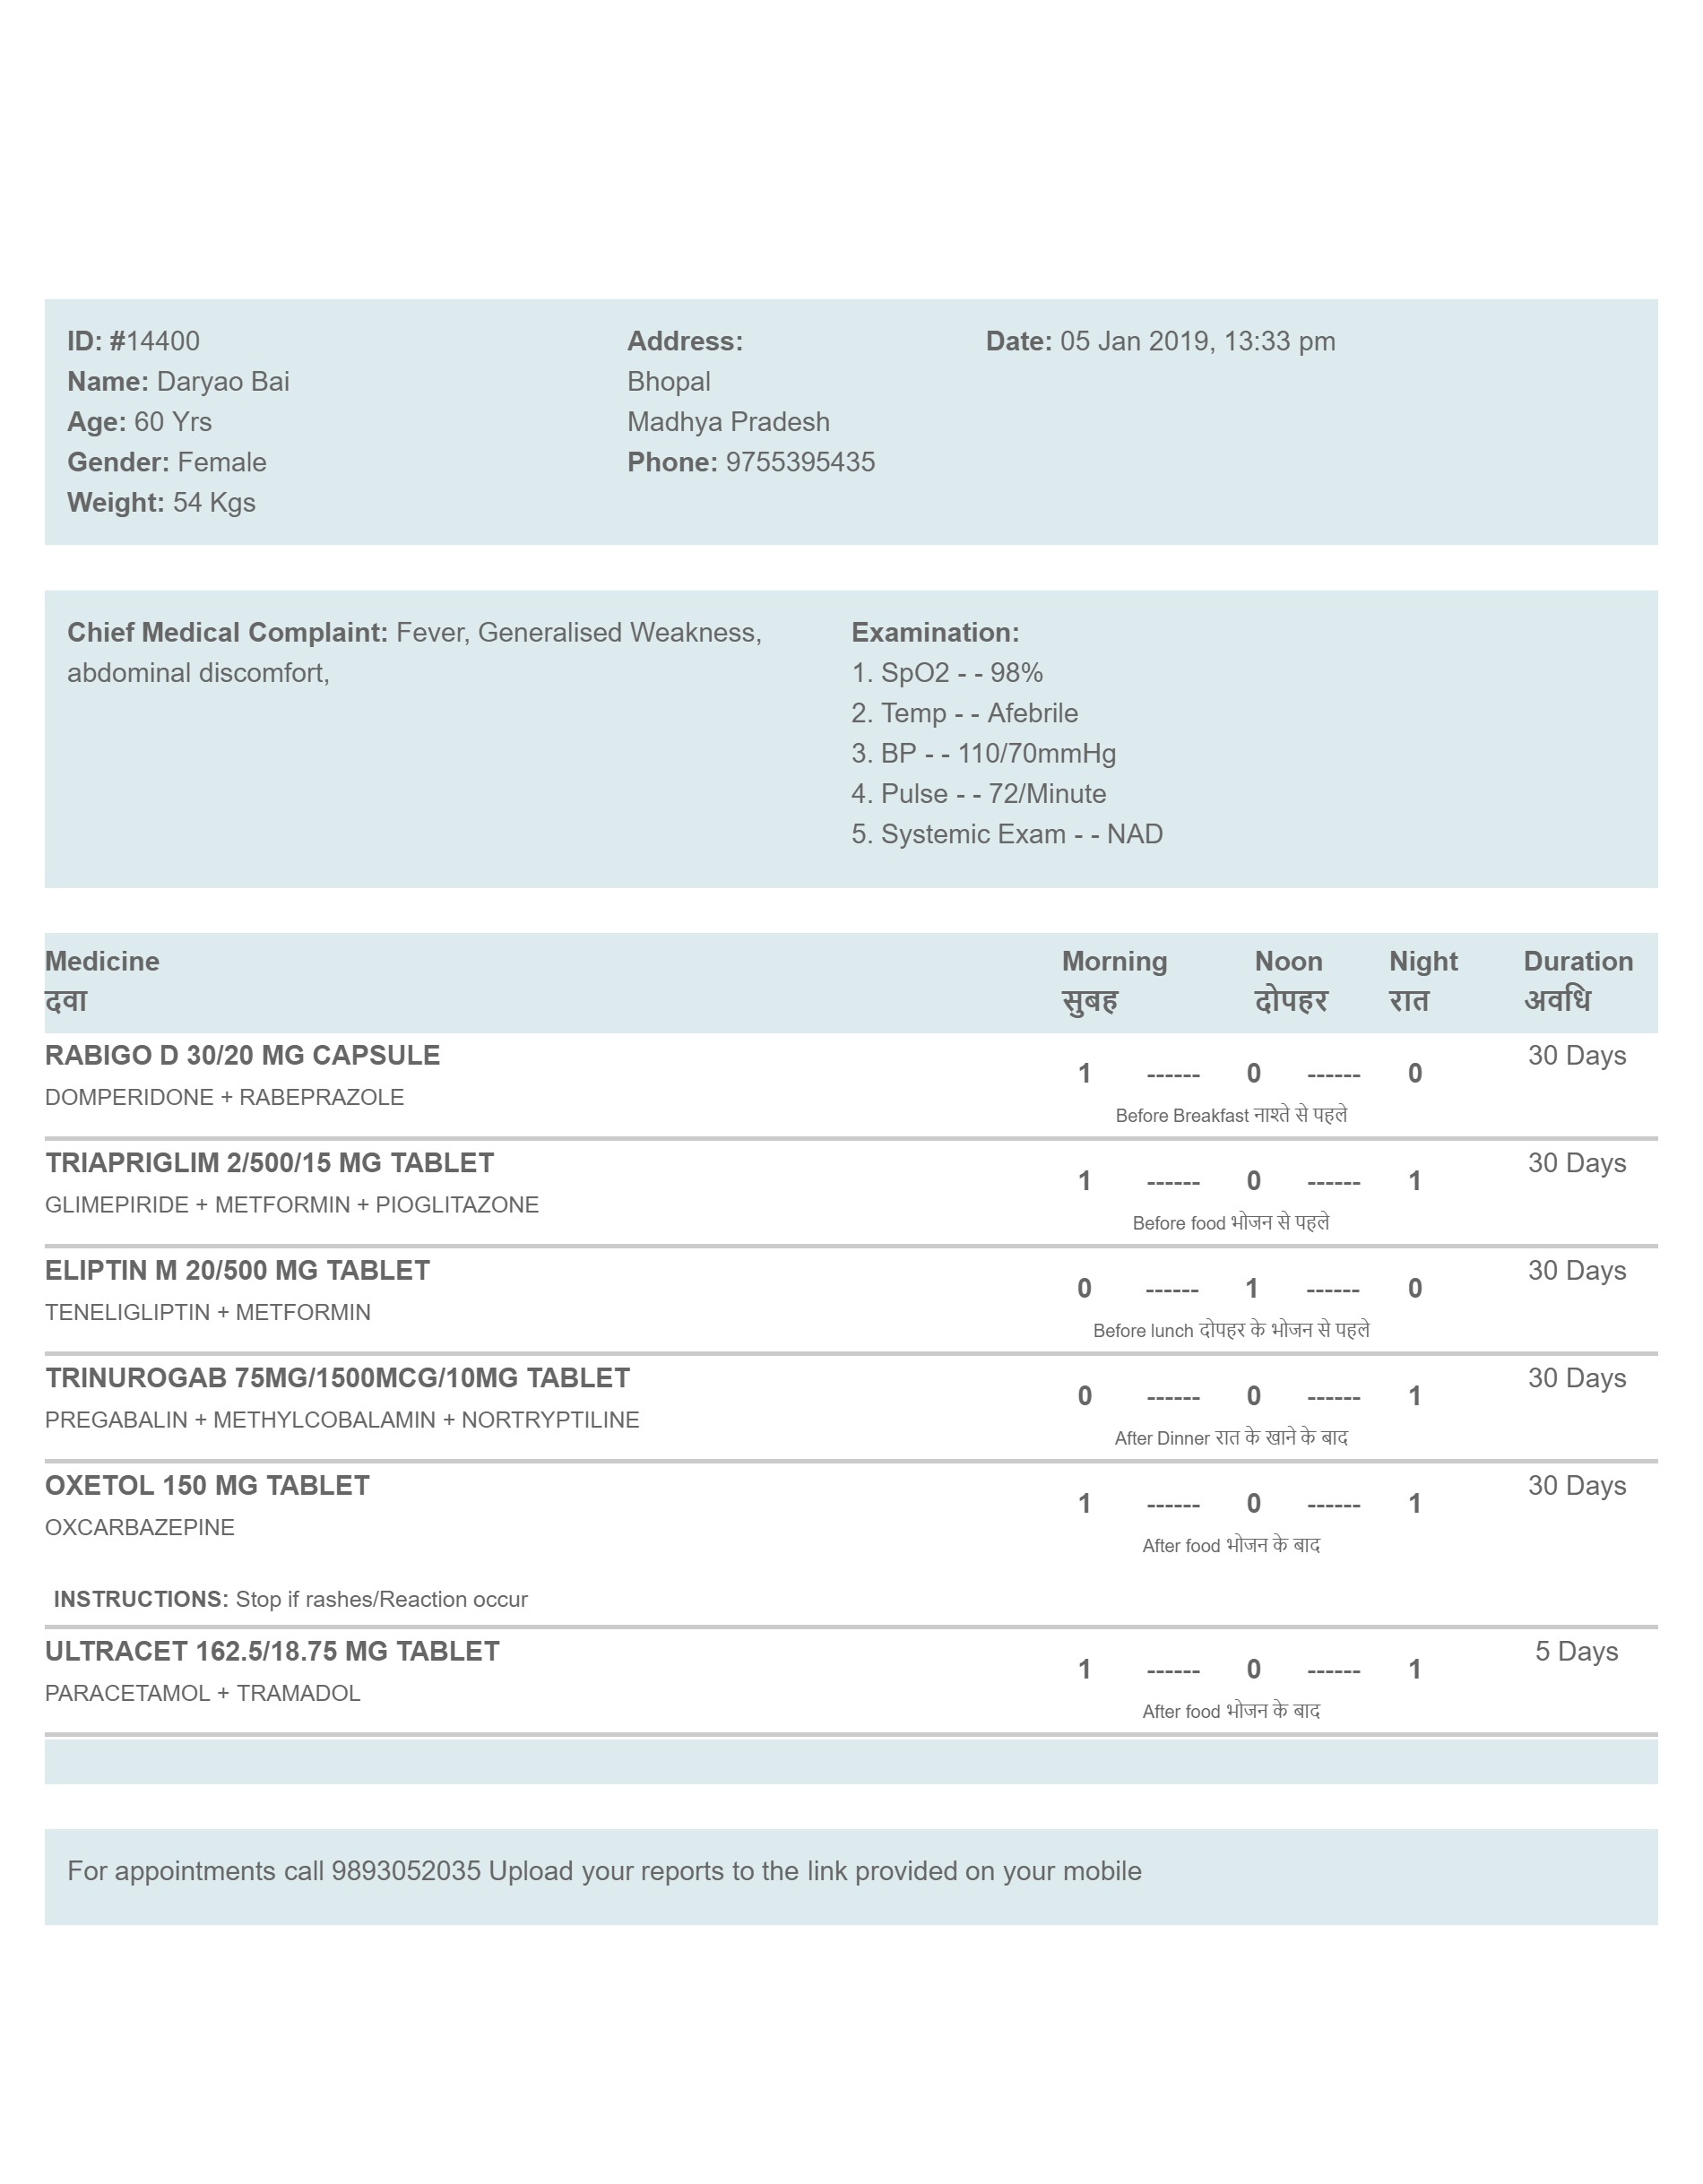 ID: #14400
Name: Daryao Bai
Age: 60 Yrs
Gender: Female
Weight: 54 Kgs
Address:
Bhopal
Madhya Pradesh
Phone: 9755395435
Date: 05 Jan 2019, 13:33 pm
Chief Medical Complaint: Fever, Generalised Weakness,
abdominal discomfort,
Examination:
1. SpO2 - - 98%
2. Temp - - Afebrile
3. BP - - 110/70mmHg
4. Pulse - - 72/Minute
5. Systemic Exam - - NAD
Medicine Morning Noon Night Duration
दवा सुबह दोपहर रात अवधि
RABIGO D 30/20 MG CAPSULE 30 Days
1 ------ 0 ------ 0
DOMPERIDONE + RABEPRAZOLE
Before Breakfast नाश्ते से पहले
TRIAPRIGLIM 2/500/15 MG TABLET 30 Days
1 ------ 0 ------ 1
GLIMEPIRIDE + METFORMIN + PIOGLITAZONE
Before food भोजन से पहले
ELIPTIN M 20/500 MG TABLET 30 Days
0 ------ 1 ------ 0
TENELIGLIPTIN + METFORMIN
Before lunch दोपहर के भोजन से पहले
TRINUROGAB 75MG/1500MCG/10MG TABLET 30 Days
0 ------ 0 ------ 1
PREGABALIN + METHYLCOBALAMIN + NORTRYPTILINE
After Dinner रात के खाने के बाद
OXETOL 150 MG TABLET 30 Days
1 ------ 0 ------ 1
OXCARBAZEPINE
After food भोजन के बाद
INSTRUCTIONS: Stop if rashes/Reaction occur
ULTRACET 162.5/18.75 MG TABLET 5 Days
1 ------ 0 ------ 1
PARACETAMOL + TRAMADOL
After food भोजन के बाद
For appointments call 9893052035 Upload your reports to the link provided on your mobile